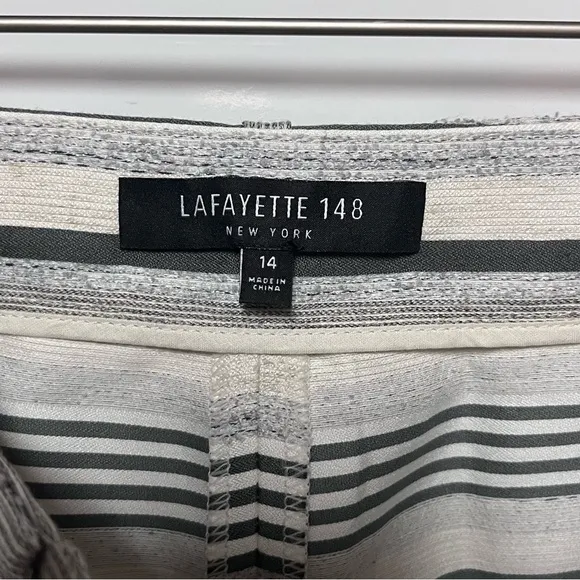 LAFAYETTE 148
NEW YORK
14
MADE IN
CHINA